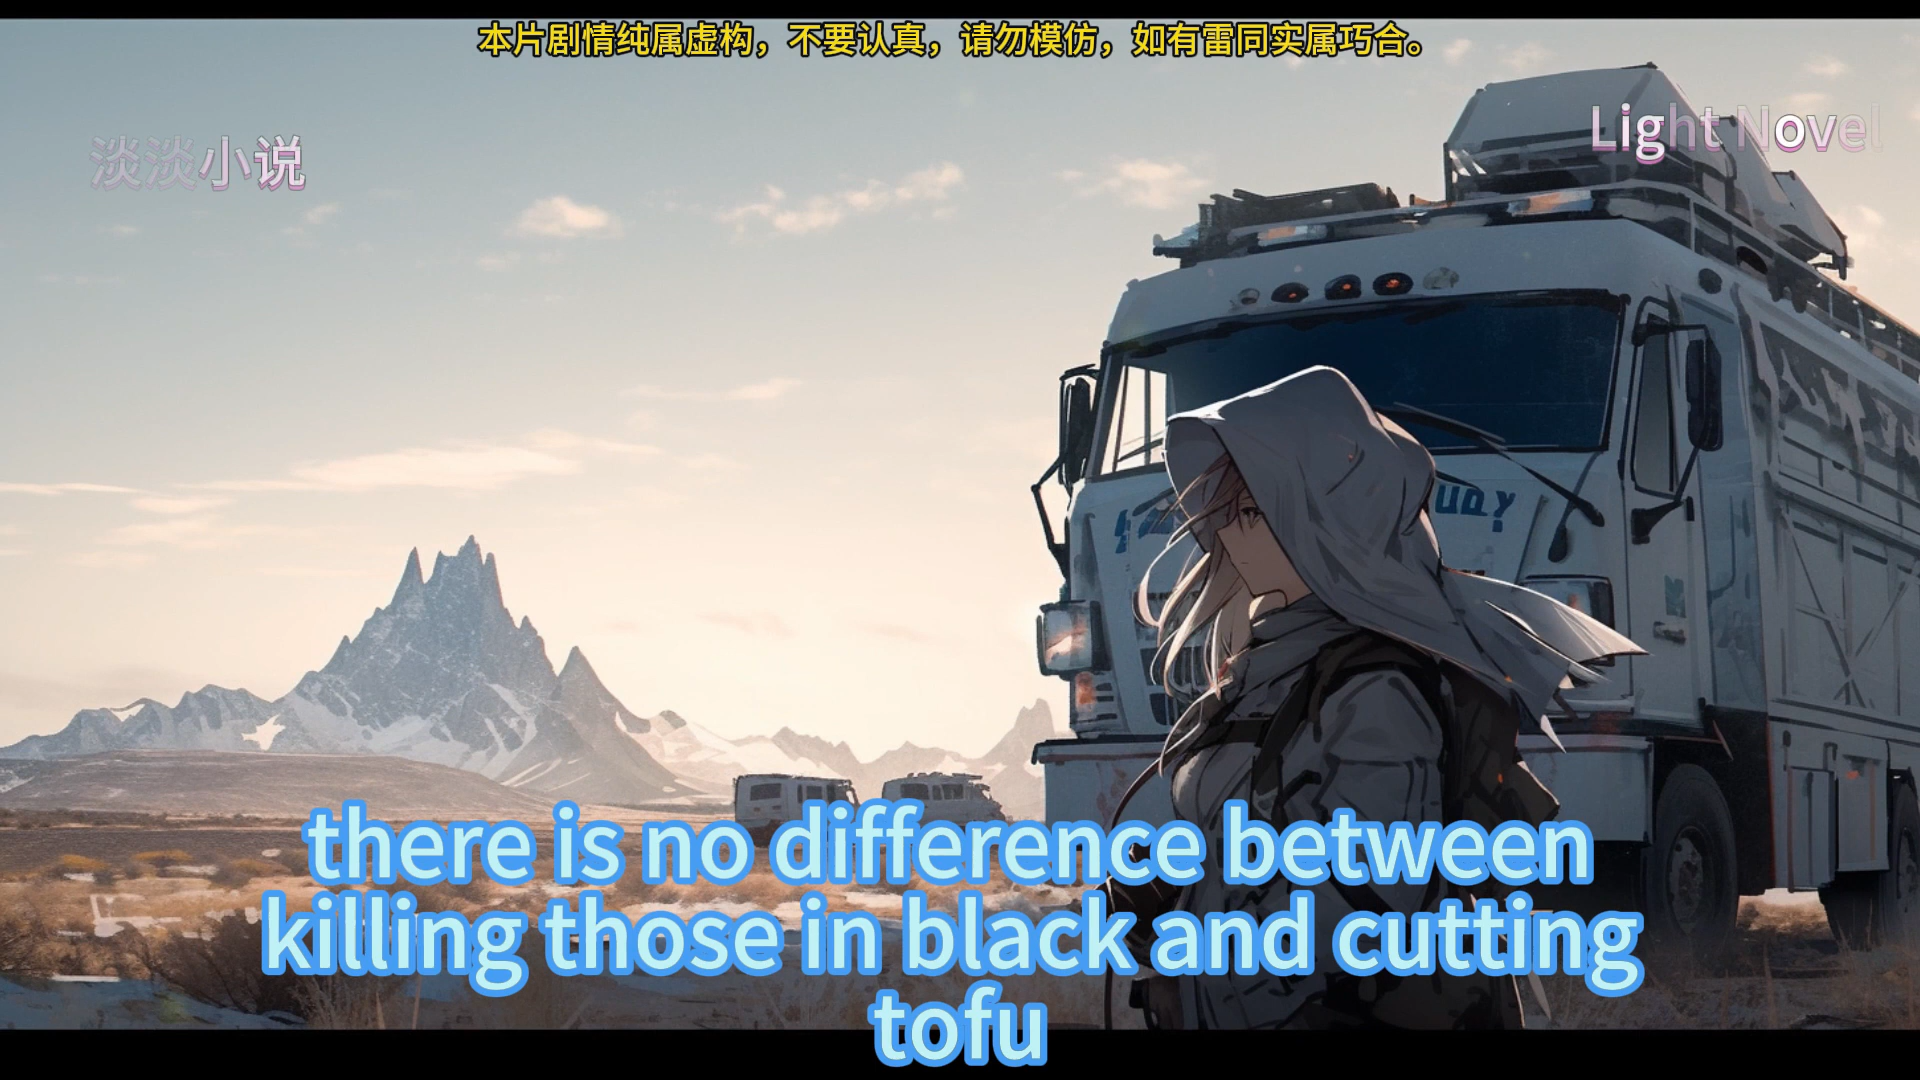 本片剧情纯属虚构，不要认真，请勿模仿，如有雷同实属巧合。
淡淡小说
Light Novel
there is no difference between
killing those in black and cutting
tofu